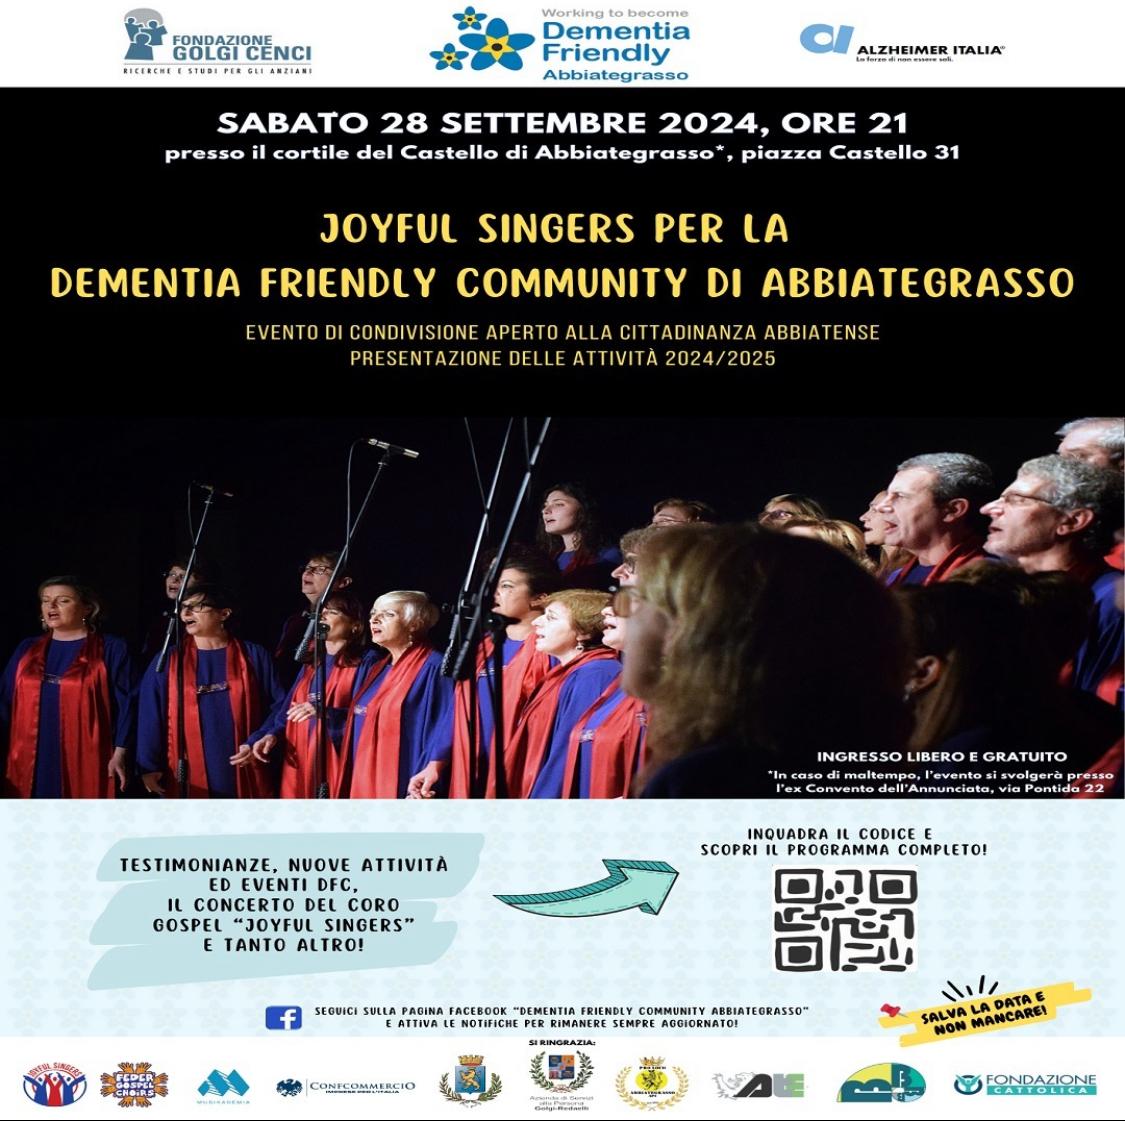 FONDAZIONE
GOLGI CENCI
RICERCHE E STUDI PER GLI ANZIANI
Working to become
Dementia
Friendly
Abbiategrasso
ALZHEIMER ITALIA®
La forza di non essere soli.
SABATO 28 SETTEMBRE 2024, ORE 21
presso il cortile del Castello di Abbiategrasso*, piazza Castello 31
JOYFUL SINGERS PER LA
DEMENTIA FRIENDLY COMMUNITY DI ABBIATEGRASSO
EVENTO DI CONDIVISIONE APERTO ALLA CITTADINANZA ABBIATENSE
PRESENTAZIONE DELLE ATTIVITÀ 2024/2025
INGRESSO LIBERO E GRATUITO
*In caso di maltempo, l'evento si svolgerà presso
l'ex Convento dell'Annunciata, via Pontida 22
TESTIMONIANZE, NUOVE ATTIVITÀ
ED EVENTI DFC,
IL CONCERTO DEL CORO
GOSPEL "JOYFUL SINGERS"
E TANTO ALTRO!
INQUADRA IL CODICE E
SCOPRI IL PROGRAMMA COMPLETO!
SEGUICI SULLA PAGINA FACEBOOK "DEMENTIA FRIENDLY COMMUNITY ABBIATEGRASSO"
E ATTIVA LE NOTIFICHE PER RIMANERE SEMPRE AGGIORNATO!
SALVA LA DATA E
NON MANCARE!
SI RINGRAZIA:
JOYFUL SINGERS
FEDER
GOSPEL
CHOIRS
MUSIKADEMIA
CONFCOMMERCIO
IMPRESE PER L'ITALIA
Azienda di Servizi
alla Persona
Golgi-Redaelli
PRO LOCO
ABBIATEGRASSO
FONDAZIONE
CATTOLICA